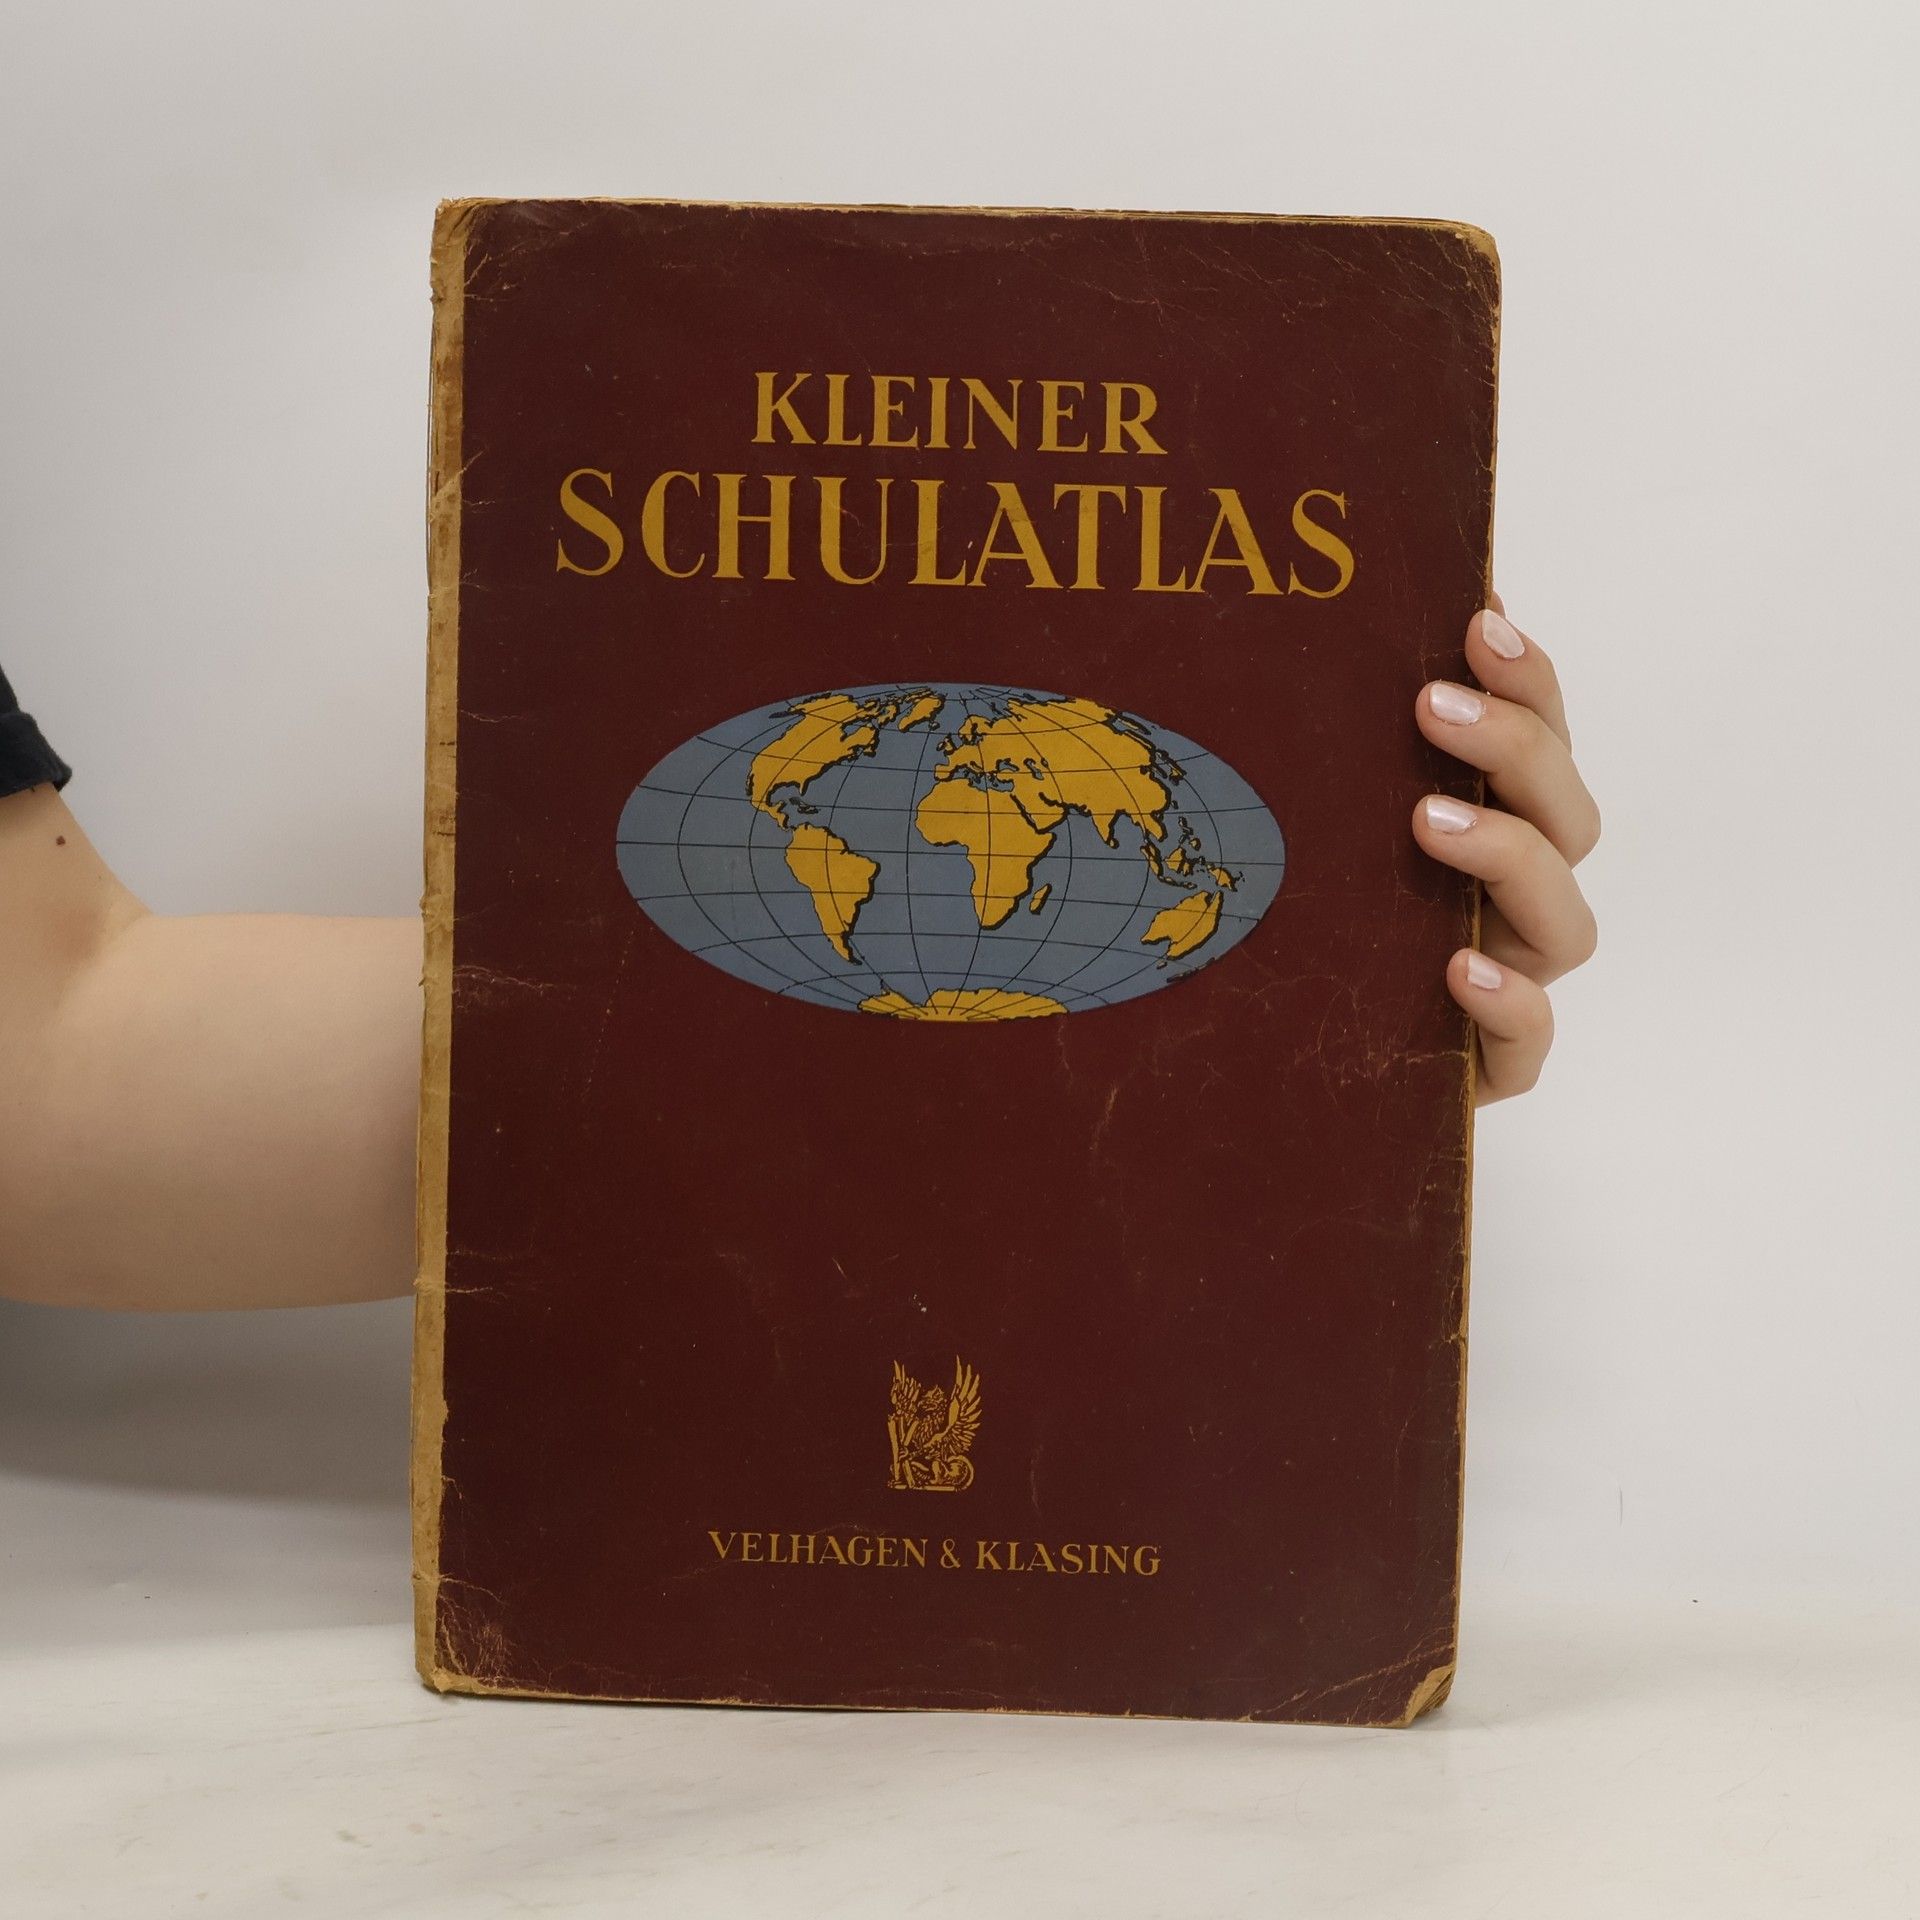 KLEINER
SCHULATLAS
VELHAGEN & KLASING